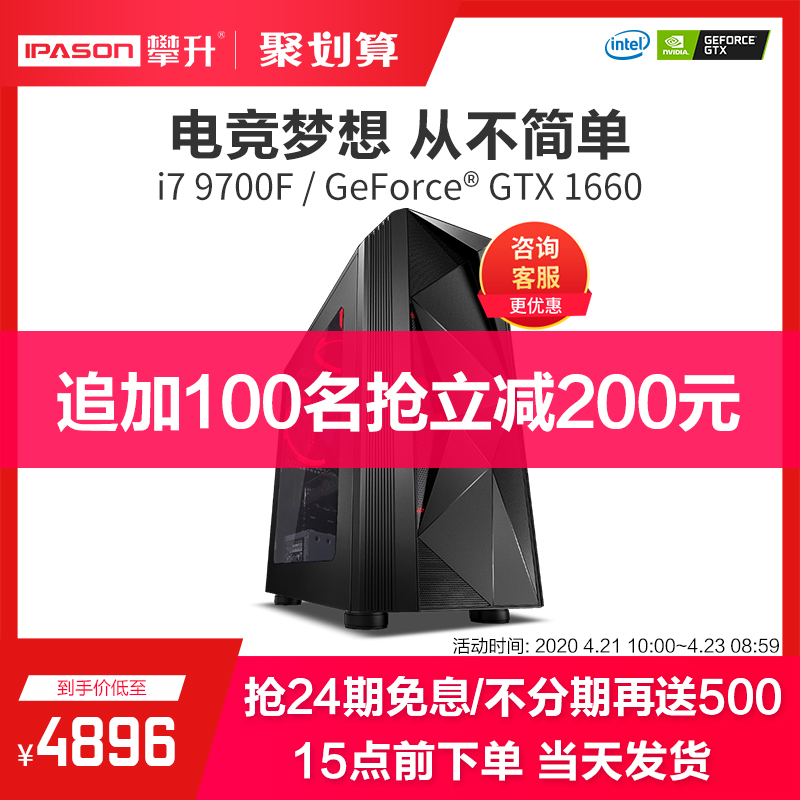 IPASON 攀升® 聚划算
intel NVIDIA GEFORCE GTX
电竞梦想 从不简单
i7 9700F / GeForce® GTX 1660
咨询
客服
更优惠
追加100名抢立减200元
活动时间: 2020 4.21 10:00~4.23 08:59
到手价低至
¥4896
抢24期免息/不分期再送500
15点前下单 当天发货